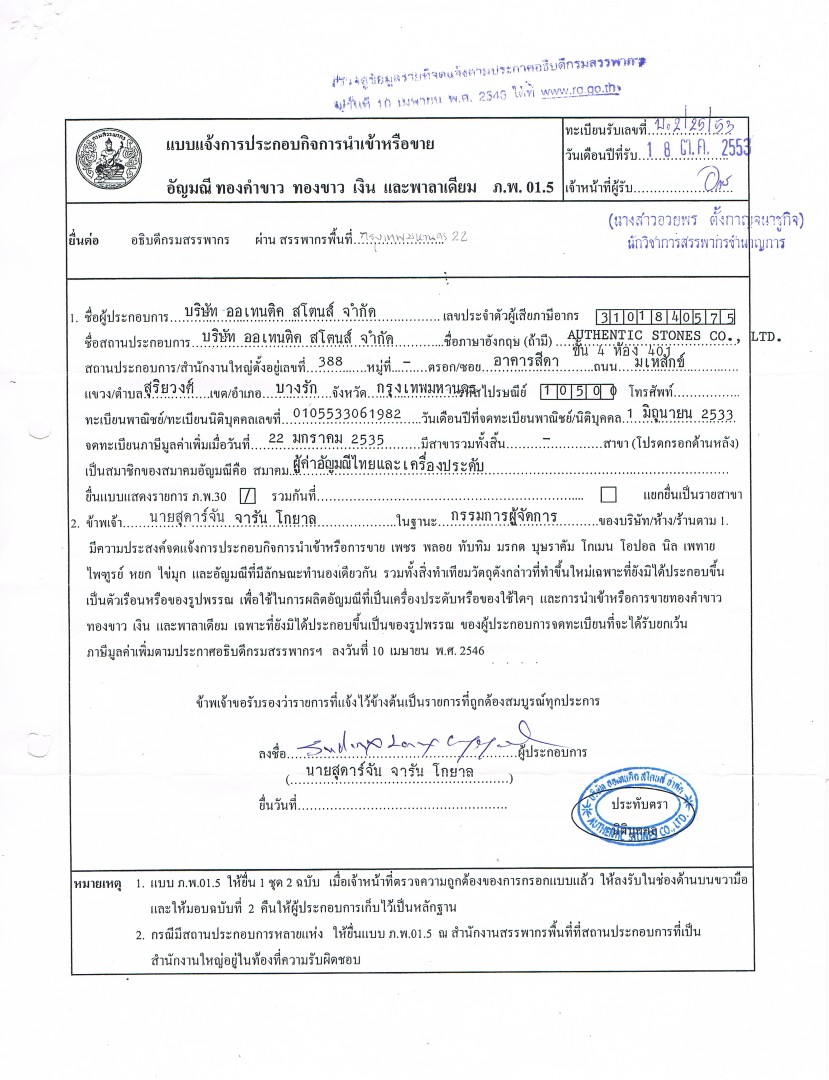 สามารถดูข้อมูลรายที่จดแจ้งตามประกาศอธิบดีกรมสรรพากรฯ
ลงวันที่ 10 เมษายน พ.ศ. 2546 ได้ที่ www.rd.go.th
แบบแจ้งการประกอบกิจการนำเข้าหรือขาย
อัญมณี ทองคำขาว ทองขาว เงิน และพาลาเดียม ภ.พ. 01.5
ทะเบียนรับเลขที่ 2/25/53
วันเดือนปีที่รับ 18 ต.ค. 2553
เจ้าหน้าที่ผู้รับ
(นางสาวอวยพร ตั้งกาญจนาชูกิจ)
นักวิชาการสรรพากรชำนาญการ
ยื่นต่อ อธิบดีกรมสรรพากร ผ่าน สรรพากรพื้นที่ กรุงเทพมหานคร 22
1. ชื่อผู้ประกอบการ บริษัท ออเทนติค สโตนส์ จำกัด เลขประจำตัวผู้เสียภาษีอากร 3101840575
ชื่อสถานประกอบการ บริษัท ออเทนติค สโตนส์ จำกัด ชื่อภาษาอังกฤษ (ถ้ามี) AUTHENTIC STONES CO., LTD.
ชั้น 4 ห้อง 401
สถานประกอบการ/สำนักงานใหญ่ตั้งอยู่เลขที่ 388 หมู่ที่ - ตรอก/ซอย อาคารสีดา ถนน มเหสักข์
แขวง/ตำบล สุริยวงศ์ เขต/อำเภอ บางรัก จังหวัด กรุงเทพมหานคร รหัสไปรษณีย์ 10500 โทรศัพท์
ทะเบียนพาณิชย์/ทะเบียนนิติบุคคลเลขที่ 0105533061982 วันเดือนปีที่จดทะเบียนพาณิชย์/นิติบุคคล 1 มิถุนายน 2533
จดทะเบียนภาษีมูลค่าเพิ่มเมื่อวันที่ 22 มกราคม 2535 มีสาขารวมทั้งสิ้น - สาขา (โปรดกรอกด้านหลัง)
เป็นสมาชิกของสมาคมอัญมณีคือ สมาคม ผู้ค้าอัญมณีไทยและเครื่องประดับ
ยื่นแบบแสดงรายการ ภ.พ.30 / รวมกันที่ แยกยื่นเป็นรายสาขา
2. ข้าพเจ้า นายสุดาร์จัน จารัน โกยาล ในฐานะ กรรมการผู้จัดการ ของบริษัท/ห้าง/ร้านตาม 1.
มีความประสงค์จดแจ้งการประกอบกิจการนำเข้าหรือการขาย เพชร พลอย ทับทิม มรกต บุษราคัม โกเมน โอปอล นิล เพทาย
ไพฑูรย์ หยก ไข่มุก และอัญมณีที่มีลักษณะทำนองเดียวกัน รวมทั้งสิ่งทำเทียมวัตถุดังกล่าวที่ทำขึ้นใหม่เฉพาะที่ยังมิได้ประกอบขึ้น
เป็นตัวเรือนหรือของรูปพรรณ เพื่อใช้ในการผลิตอัญมณีที่เป็นเครื่องประดับหรือของใช้ใดๆ และการนำเข้าหรือการขายทองคำขาว
ทองขาว เงิน และพาลาเดียม เฉพาะที่ยังมิได้ประกอบขึ้นเป็นของรูปพรรณ ของผู้ประกอบการจดทะเบียนที่จะได้รับยกเว้น
ภาษีมูลค่าเพิ่มตามประกาศอธิบดีกรมสรรพากรฯ ลงวันที่ 10 เมษายน พ.ศ. 2546
ข้าพเจ้าขอรับรองว่ารายการที่แจ้งไว้ข้างต้นเป็นรายการที่ถูกต้องสมบูรณ์ทุกประการ
ลงชื่อ ผู้ประกอบการ
(นายสุดาร์จัน จารัน โกยาล)
ยื่นวันที่
บริษัท ออเทนติค สโตนส์ จำกัด
ประทับตรา
นิติบุคคล
AUTHENTIC STONES CO., LTD.
หมายเหตุ 1. แบบ ภ.พ.01.5 ให้ยื่น 1 ชุด 2 ฉบับ เมื่อเจ้าหน้าที่ตรวจความถูกต้องของการกรอกแบบแล้ว ให้ลงรับในช่องด้านบนขวามือ
และให้มอบฉบับที่ 2 คืนให้ผู้ประกอบการเก็บไว้เป็นหลักฐาน
2. กรณีมีสถานประกอบการหลายแห่ง ให้ยื่นแบบ ภ.พ.01.5 ณ สำนักงานสรรพากรพื้นที่ที่สถานประกอบการที่เป็น
สำนักงานใหญ่อยู่ในท้องที่ความรับผิดชอบ